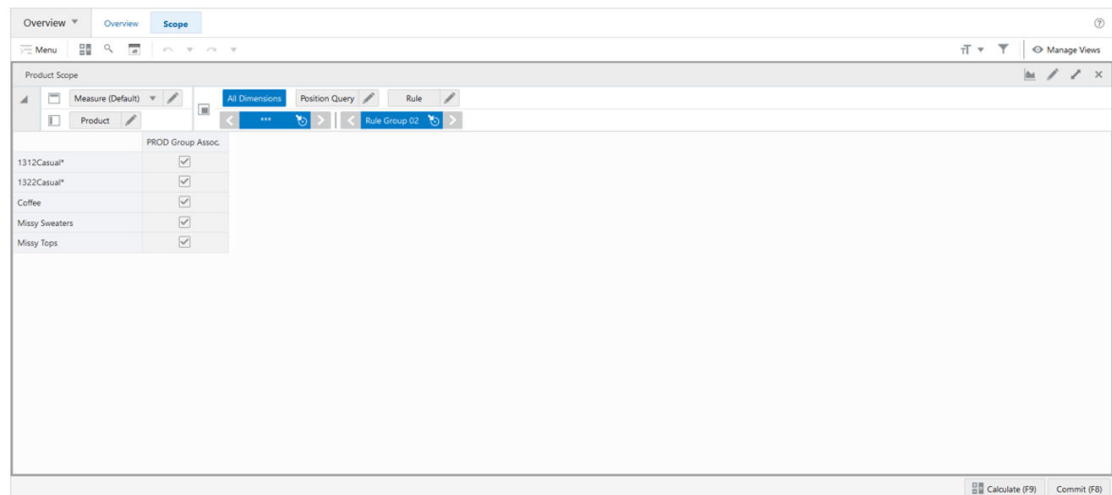 Overview Overview Scope
Menu Manage Views
Product Scope
Measure (Default) All Dimensions Position Query Rule
Product *** Rule Group 02
PROD Group Assoc.
1312Casual*
1322Casual*
Coffee
Missy Sweaters
Missy Tops
Calculate (F9) Commit (F8)